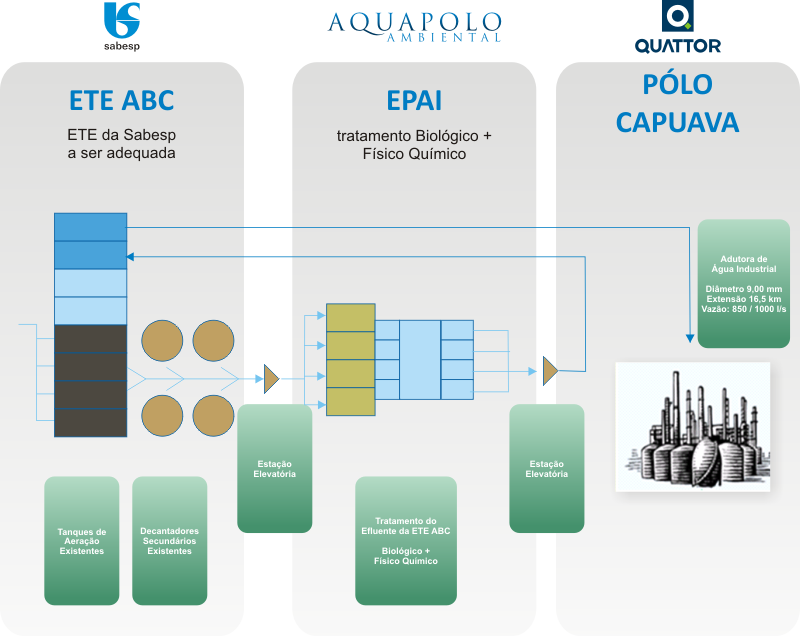 sabesp
AQUAPOLO
AMBIENTAL
QUATTOR
ETE ABC
ETE da Sabesp
a ser adequada
EPAI
tratamento Biológico +
Físico Químico
PÓLO
CAPUAVA
Adutora de
Água Industrial
Diâmetro 9,00 mm
Extensão 16,5 km
Vazão: 850 / 1000 l/s
Estação
Elevatória
Estação
Elevatória
Tanques de
Aeração
Existentes
Decantadores
Secundários
Existentes
Tratamento do
Efluente da ETE ABC
Biológico +
Fisico Quimico